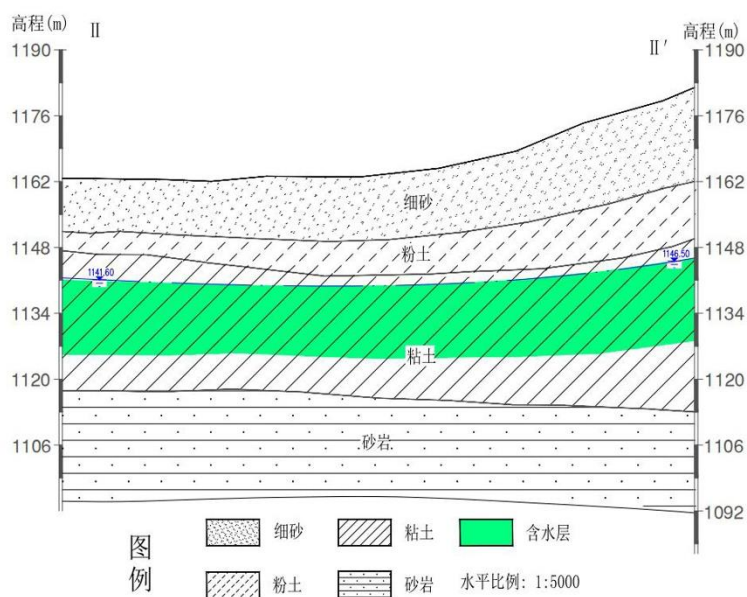 高程(m) II 高程(m)
II′
1190 1190
1176 1176
1162 1162
细砂
粉土
1148 1148
1141.60 1146.50
1134 1134
粘土
1120 1120
砂岩
1106 1106
1092
图例
细砂 粘土 含水层
粉土 砂岩 水平比例: 1:5000